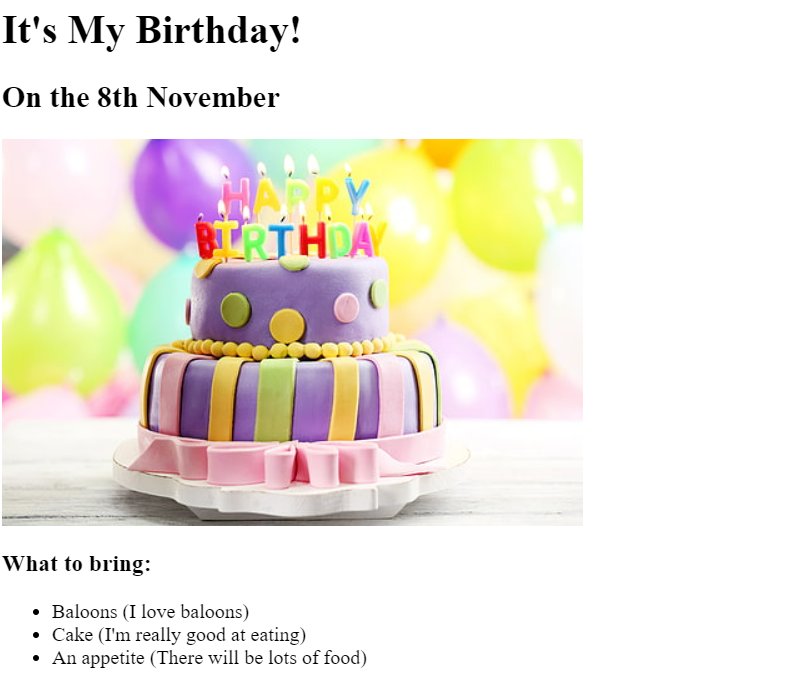 It's My Birthday!
On the 8th November
HAPPY
BIRTHDAY
What to bring:
Baloons (I love baloons)
Cake (I'm really good at eating)
An appetite (There will be lots of food)